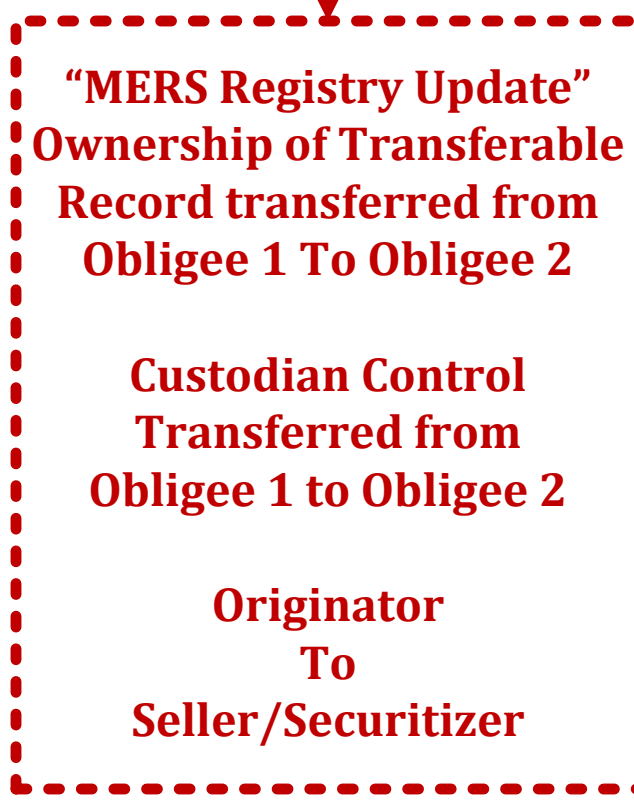 “MERS Registry Update”
Ownership of Transferable
Record transferred from
Obligee 1 To Obligee 2
Custodian Control
Transferred from
Obligee 1 to Obligee 2
Originator
To
Seller/Securitizer